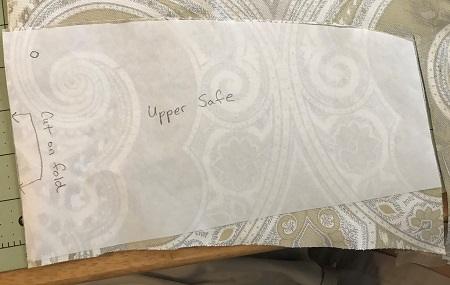 Upper Safe
Cut on fold